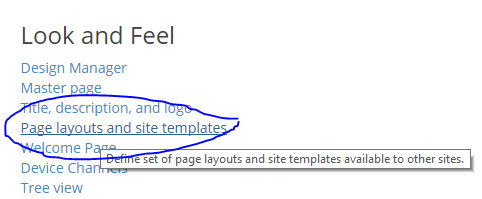 Look and Feel
Design Manager
Master page
Title, description, and logo
Page layouts and site templates
Welcome Page
Define set of page layouts and site templates available to other sites.
Device Channels
Tree view